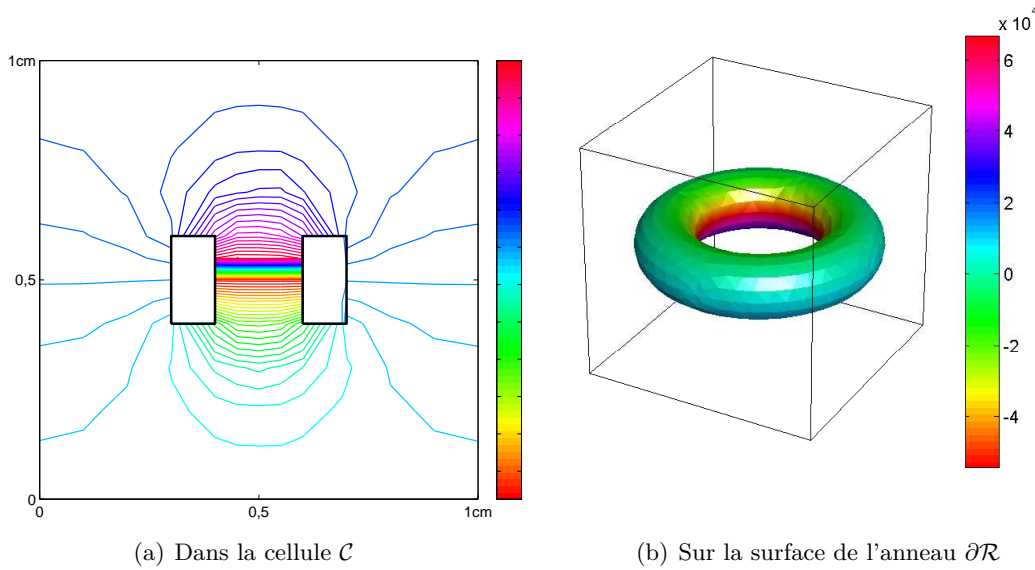 1cm
0,5
0
0
0,5
1cm
(a) Dans la cellule C
x 10⁴
6
4
2
0
-2
-4
(b) Sur la surface de l'anneau ∂R